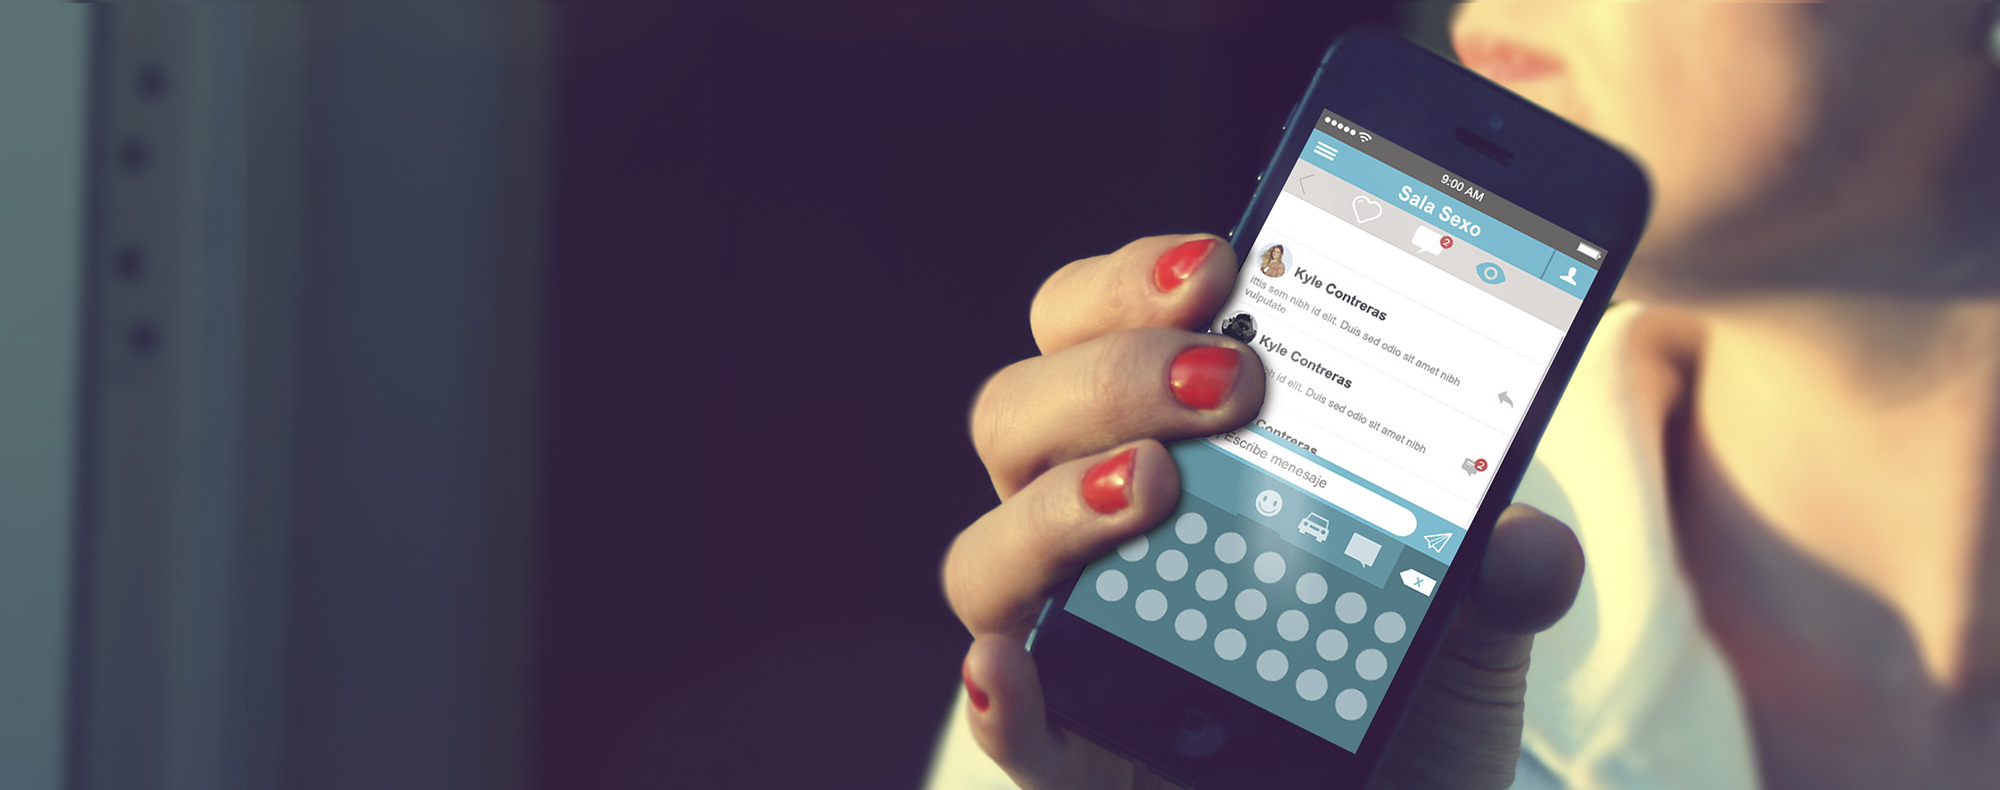 9:00 AM
Sala Sexo
2
Kyle Contreras
ittis sem nibh id elit. Duis sed odio sit amet nibh
vulputate
Kyle Contreras
h id elit. Duis sed odio sit amet nibh
2
Contreras
Escribe menesaje
X